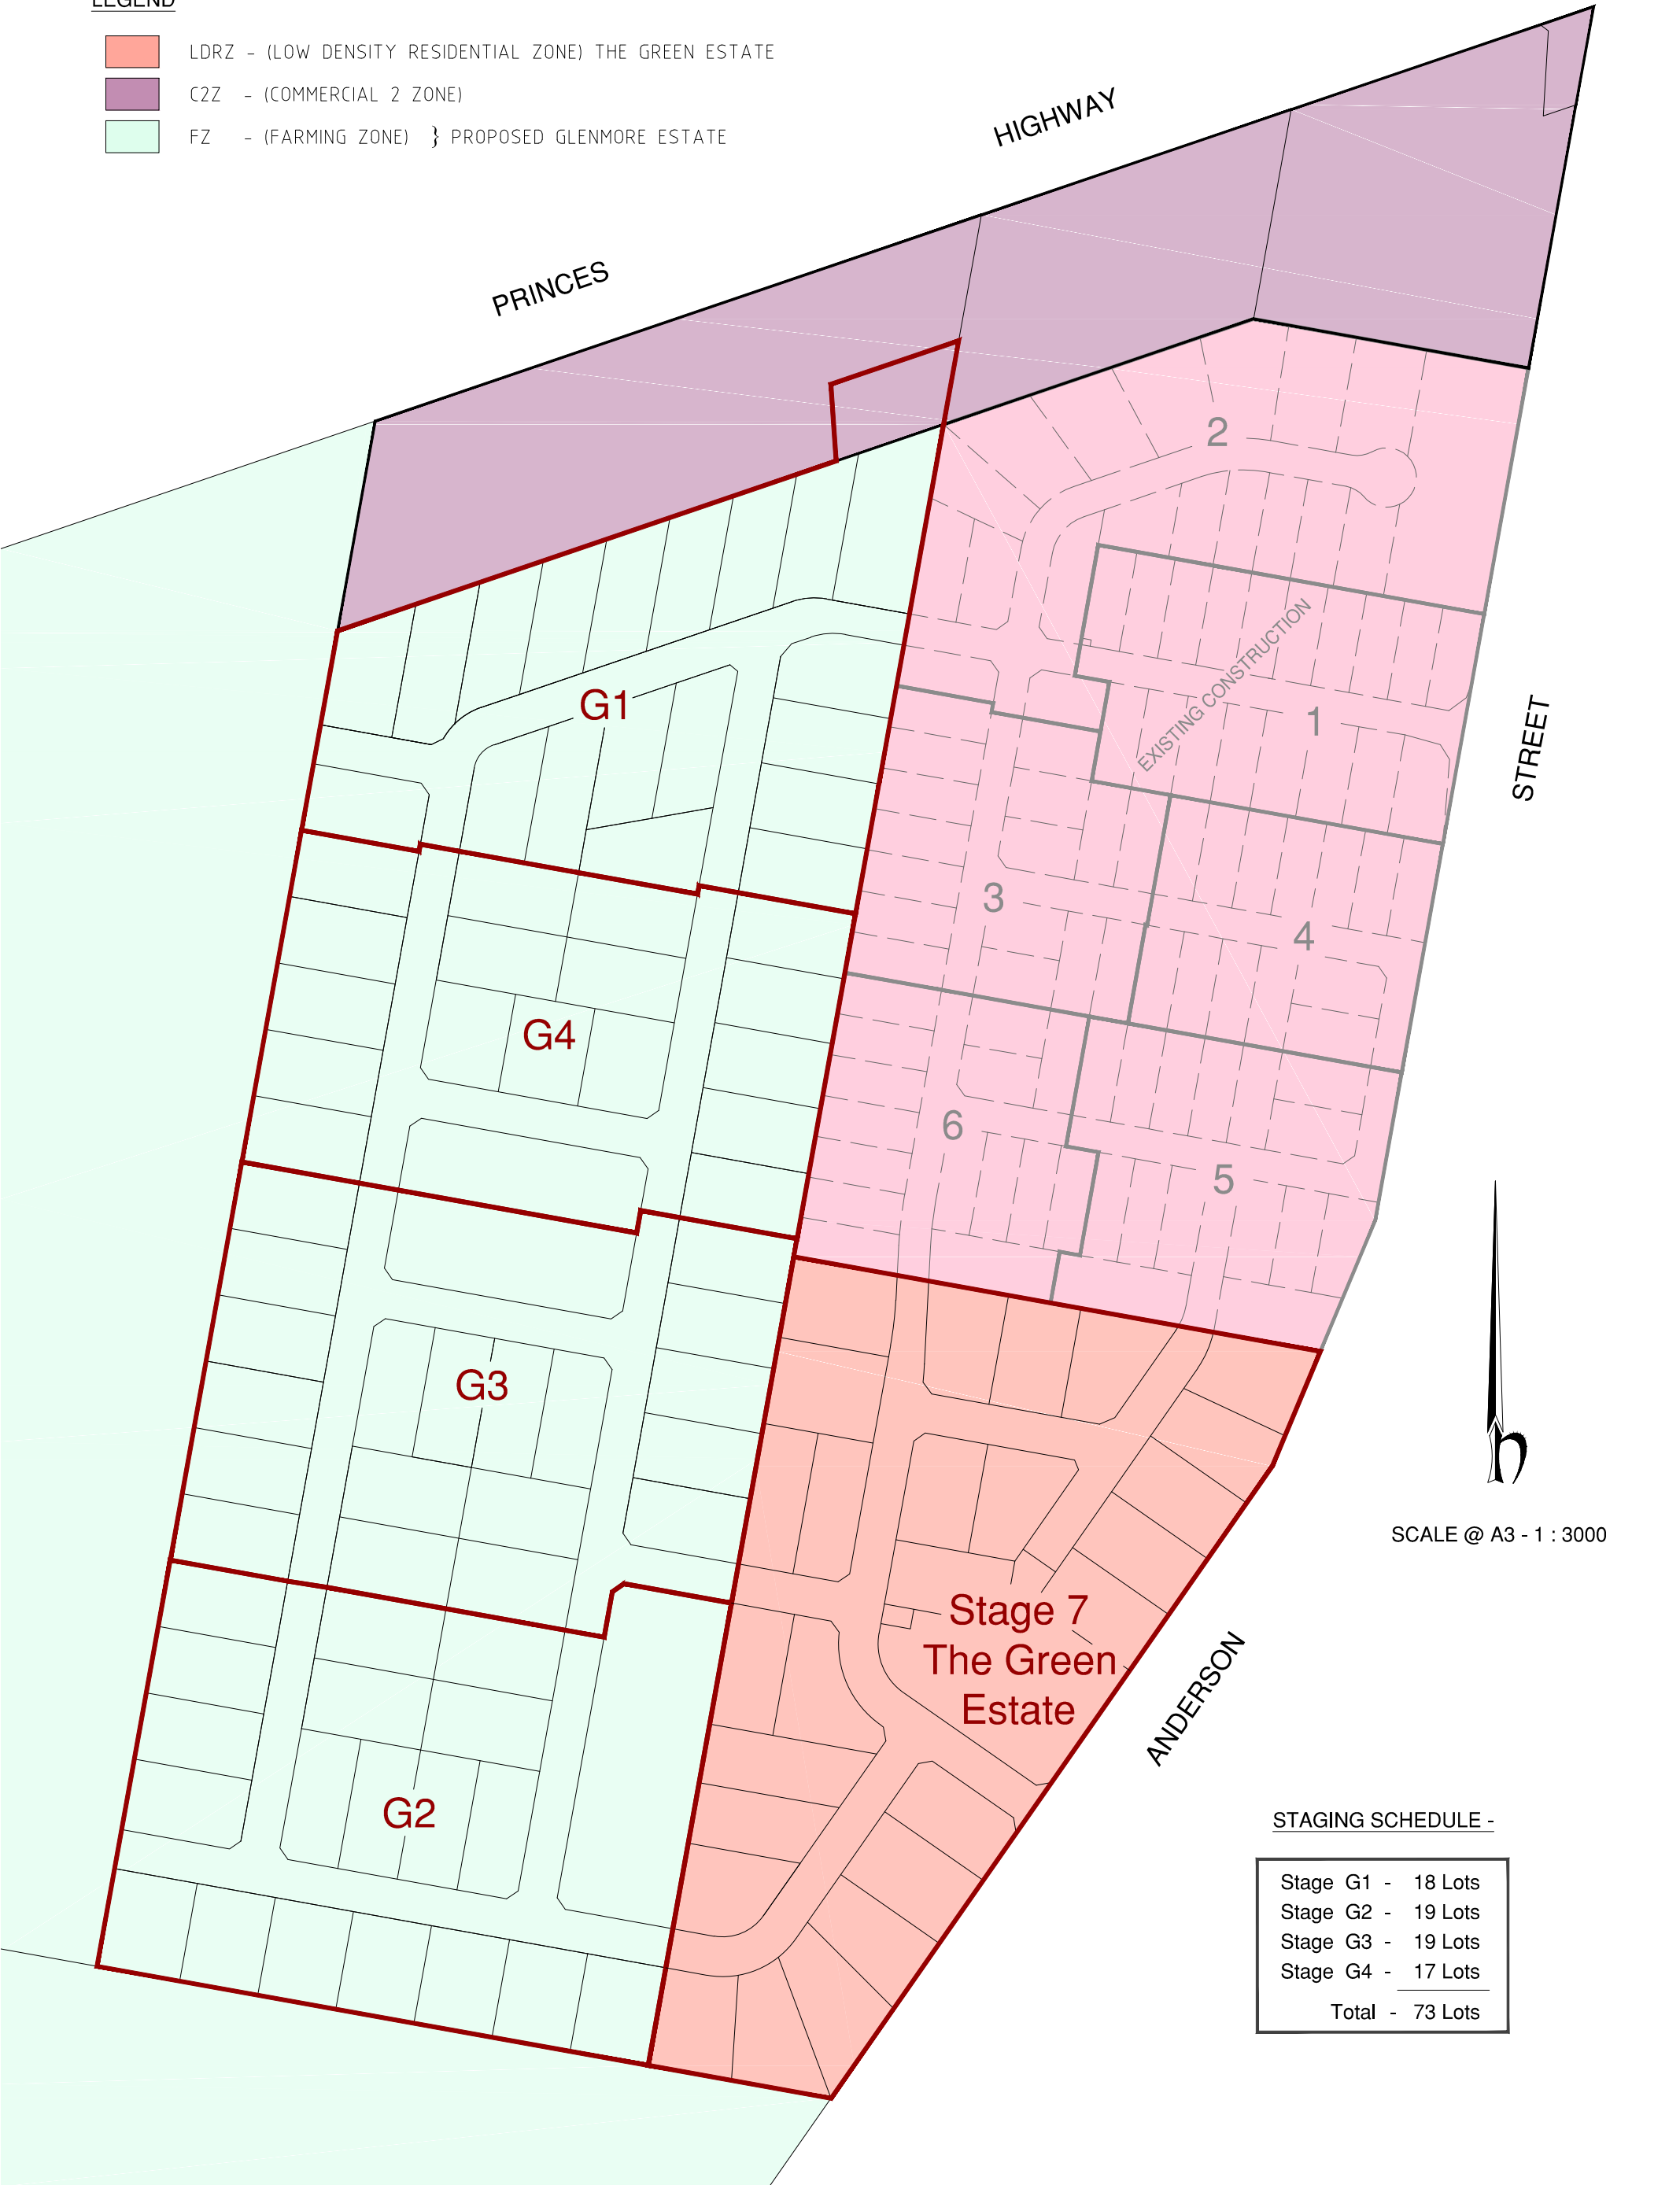 LEGEND
LDRZ - (LOW DENSITY RESIDENTIAL ZONE) THE GREEN ESTATE
C2Z - (COMMERCIAL 2 ZONE)
FZ - (FARMING ZONE) } PROPOSED GLENMORE ESTATE
HIGHWAY
PRINCES
2
EXISTING CONSTRUCTION
G1
1
STREET
3
4
G4
6
5
G3
SCALE @ A3 - 1 : 3000
Stage 7
The Green
Estate
ANDERSON
G2
STAGING SCHEDULE -
Stage G1 - 18 Lots
Stage G2 - 19 Lots
Stage G3 - 19 Lots
Stage G4 - 17 Lots
Total - 73 Lots